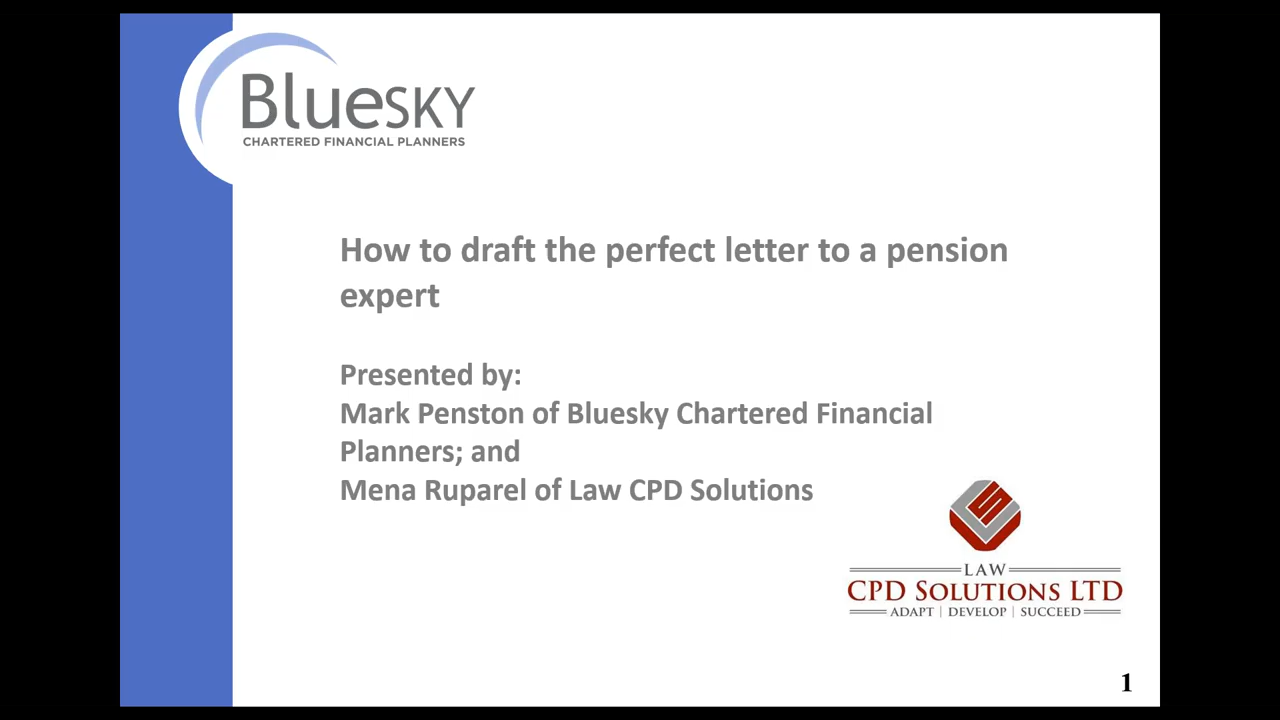 BlueSKY
CHARTERED FINANCIAL PLANNERS
How to draft the perfect letter to a pension
expert
Presented by:
Mark Penston of Bluesky Chartered Financial
Planners; and
Mena Ruparel of Law CPD Solutions
LAW
CPD SOLUTIONS LTD
ADAPT | DEVELOP | SUCCEED
1